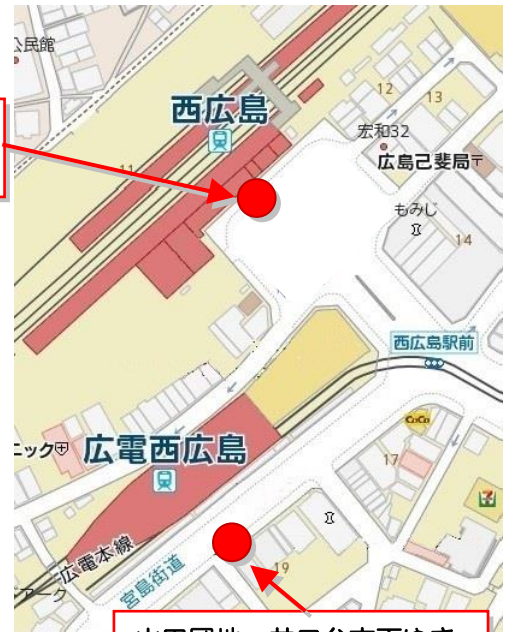 公民館
西広島
12
13
宏和32
広島己斐局〒
11
もみじ
14
西広島駅前
CoCo
ニック
広電西広島
17
7
広電本線
宮島街道
19
アーク